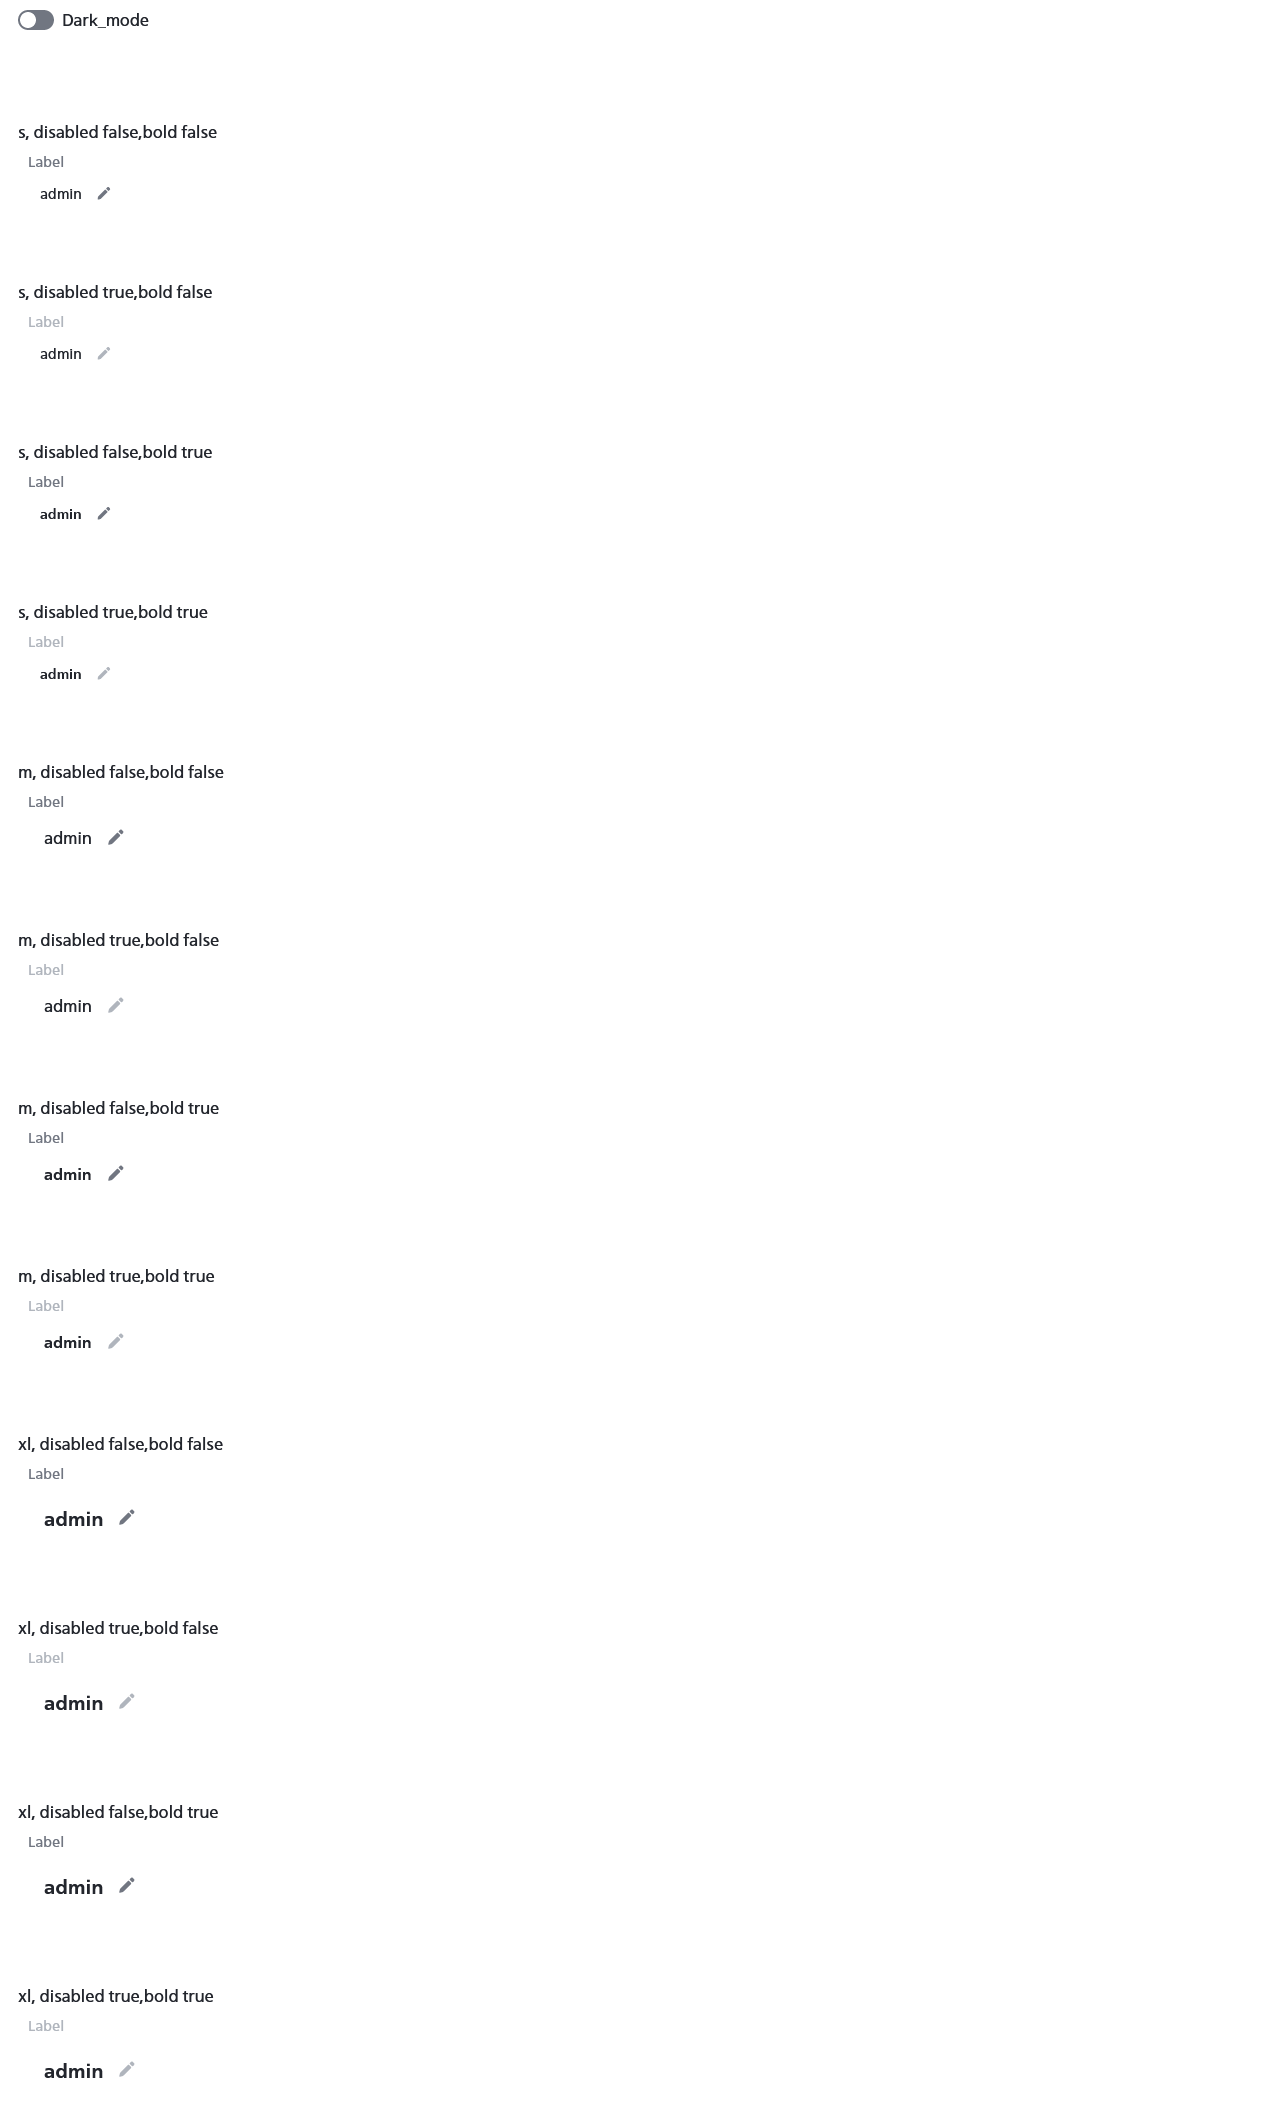 Dark_mode
s, disabled false,bold false
Label
admin
s, disabled true,bold false
Label
admin
s, disabled false,bold true
Label
admin
s, disabled true,bold true
Label
admin
m, disabled false,bold false
Label
admin
m, disabled true,bold false
Label
admin
m, disabled false,bold true
Label
admin
m, disabled true,bold true
Label
admin
xl, disabled false,bold false
Label
admin
xl, disabled true,bold false
Label
admin
xl, disabled false,bold true
Label
admin
xl, disabled true,bold true
Label
admin